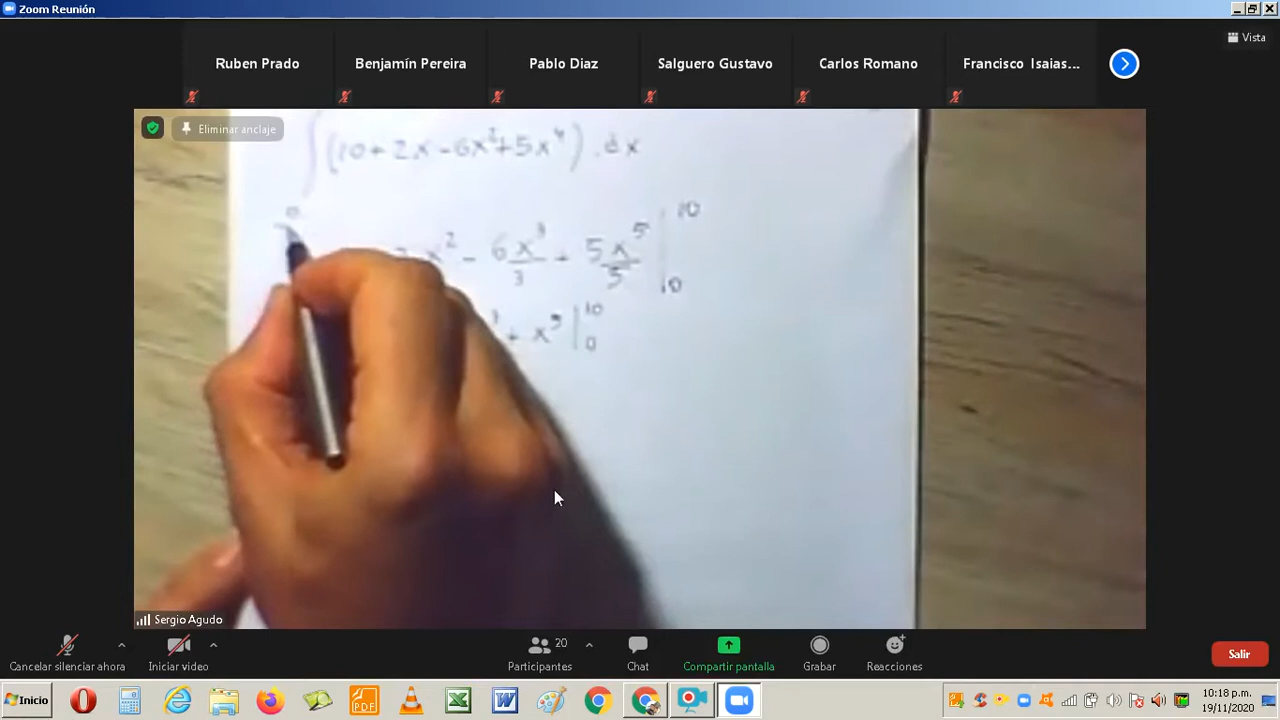 Zoom Reunión
Vista
Ruben Prado
Benjamín Pereira
Pablo Diaz
Salguero Gustavo
Carlos Romano
Francisco Isaias...
Eliminar anclaje
∫(10+2x-6x²+5x⁴).dx
0
x² - 6x³/3 + 5x⁵/5 |10 0
+ x⁵ |10 0
Sergio Agudo
Cancelar silenciar ahora
Iniciar video
20
Participantes
Chat
Compartir pantalla
Grabar
Reacciones
Salir
Inicio
PDF
10:18 p.m.
19/11/2020